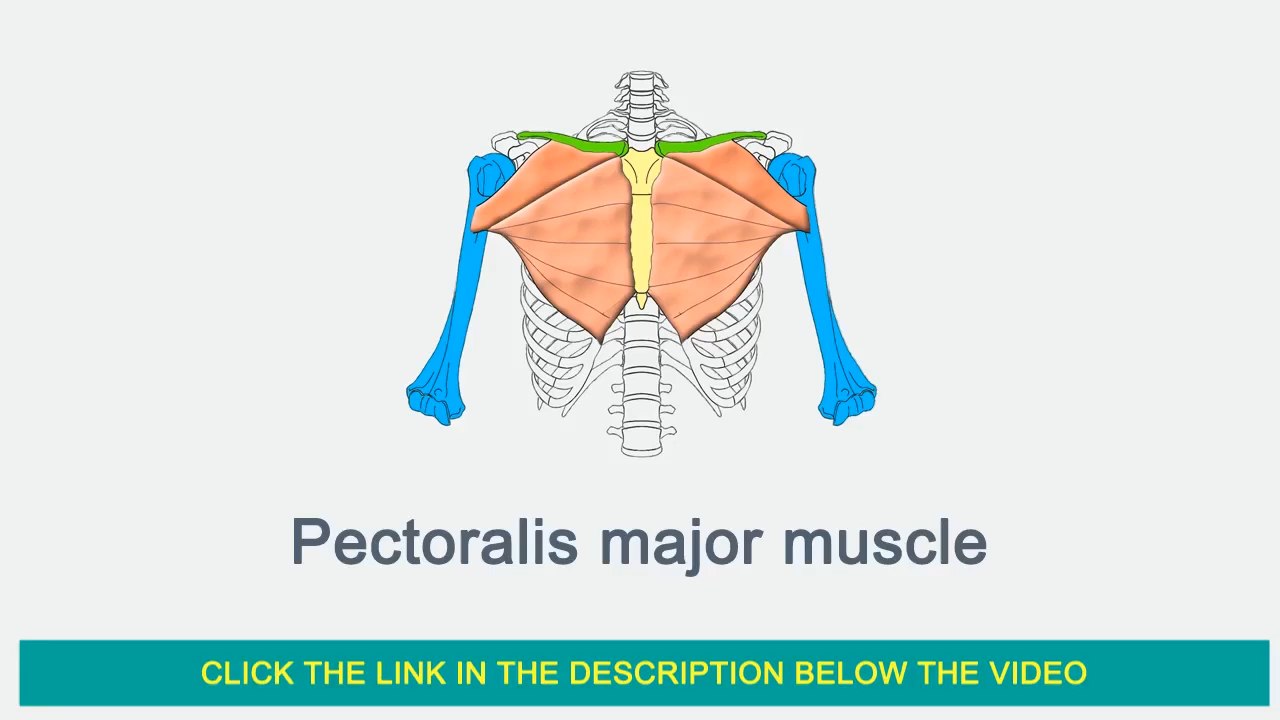 Pectoralis major muscle
CLICK THE LINK IN THE DESCRIPTION BELOW THE VIDEO